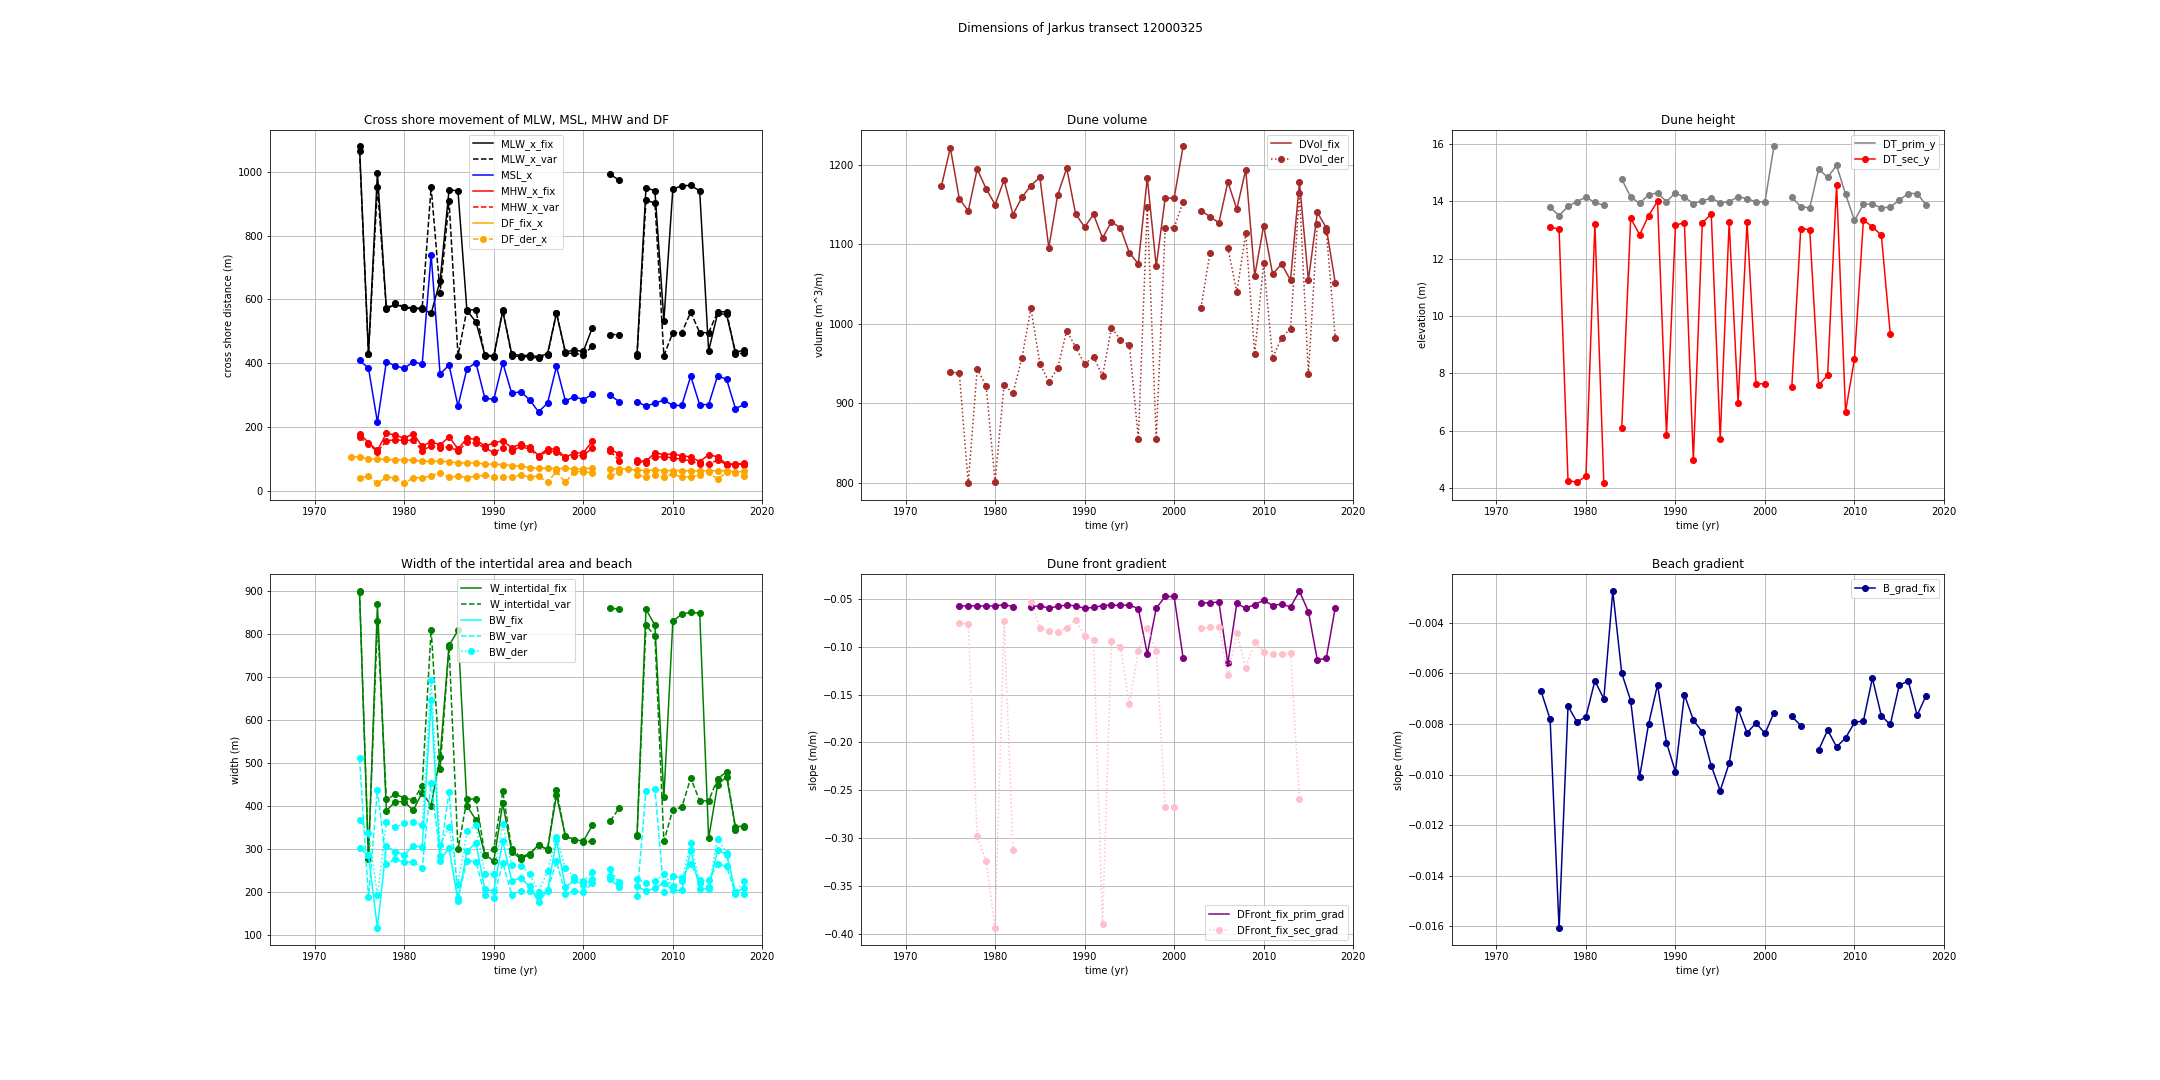 Dimensions of Jarkus transect 12000325
Cross shore movement of MLW, MSL, MHW and DF
cross shore distance (m)
1000
800
600
400
200
0
MLW_x_fix
MLW_x_var
MSL_x
MHW_x_fix
MHW_x_var
DF_fix_x
DF_der_x
1970 1980 1990 2000 2010 2020
time (yr)
Dune volume
volume (m^3/m)
1200
1100
1000
900
800
DVol_fix
DVol_der
1970 1980 1990 2000 2010 2020
time (yr)
Dune height
elevation (m)
16
14
12
10
8
6
4
DT_prim_y
DT_sec_y
1970 1980 1990 2000 2010 2020
time (yr)
Width of the intertidal area and beach
width (m)
900
800
700
600
500
400
300
200
100
W_intertidal_fix
W_intertidal_var
BW_fix
BW_var
BW_der
1970 1980 1990 2000 2010 2020
time (yr)
Dune front gradient
slope (m/m)
−0.05
−0.10
−0.15
−0.20
−0.25
−0.30
−0.35
−0.40
DFront_fix_prim_grad
DFront_fix_sec_grad
1970 1980 1990 2000 2010 2020
time (yr)
Beach gradient
slope (m/m)
−0.004
−0.006
−0.008
−0.010
−0.012
−0.014
−0.016
B_grad_fix
1970 1980 1990 2000 2010 2020
time (yr)